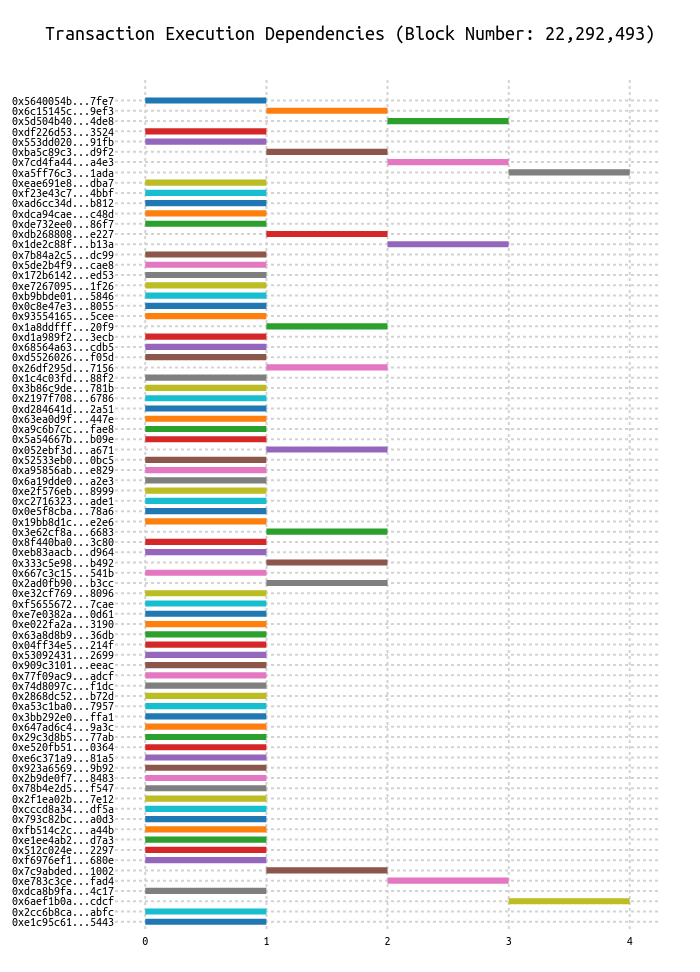 Transaction Execution Dependencies (Block Number: 22,292,493)
0x5640054b...7fe7
0x6c15145c...9ef3
0x5d504b40...4de8
0xdf226d53...3524
0x553dd020...91fb
0xba5c89c3...d9f2
0x7cd4fa44...a4e3
0xa5ff76c3...1ada
0xeae691e8...dba7
0xf23e43c7...4bbf
0xad6cc34d...b812
0xdca94cae...c48d
0xde732ee0...86f7
0xdb268808...e227
0x1de2c88f...b13a
0x7b84a2c5...dc99
0x5de2b4f9...cae8
0x172b6142...ed53
0xe7267095...1f26
0xb9bbde01...5846
0x0c8e47e3...8055
0x93554165...5cee
0x1a8ddfff...20f9
0xd1a989f2...3ecb
0x68564a63...cdb5
0xd5526026...f05d
0x26df295d...7156
0x1c4c03fd...88f2
0x3b86c9de...781b
0x2197f708...6786
0xd284641d...2a51
0x63ea0d9f...447e
0xa9c6b7cc...fae8
0x5a54667b...b09e
0x052ebf3d...a671
0x52533eb0...0bc5
0xa95856ab...e829
0x6a19dde0...a2e3
0xe2f576eb...8999
0xc2716323...ade1
0x0e5f8cba...78a6
0x19bb8d1c...e2e6
0x3e62cf8a...6683
0x8f440ba0...3c80
0xeb83aacb...d964
0x333c5e98...b492
0x667c3c15...541b
0x2ad0fb90...b3cc
0xe32cf769...8096
0xf5655672...7cae
0xe7e0382a...0d61
0xe022fa2a...3190
0x63a8d8b9...36db
0x04ff34e5...214f
0x53092431...2699
0x909c3101...eeac
0x77f09ac9...adcf
0x74d8097c...f1dc
0x2868dc52...b72d
0xa53c1ba0...7957
0x3bb292e0...ffa1
0x647ad6c4...9a3c
0x29c3d8b5...77ab
0xe520fb51...0364
0xe6c371a9...81a5
0x923a6569...9b92
0x2b9de0f7...8483
0x78b4e2d5...f547
0x2f1ea02b...7e12
0xcccd8a34...df5a
0x793c82bc...a0d3
0xfb514c2c...a44b
0xe1ee4ab2...d7a3
0x512c024e...2297
0xf6976ef1...680e
0x7c9abded...1002
0xe783c3ce...fad4
0xdca8b9fa...4c17
0x6aef1b0a...cdcf
0x2cc6b8ca...abfc
0xe1c95c61...5443
0 1 2 3 4